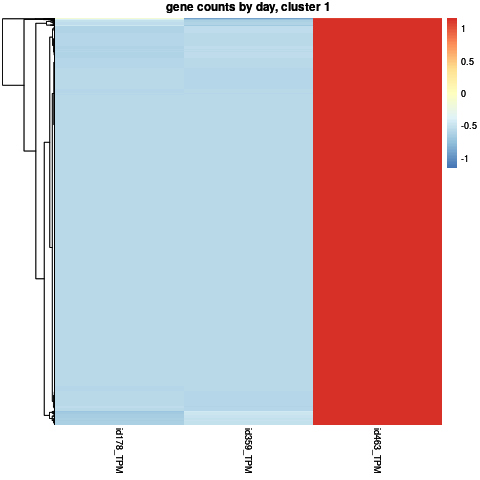 gene counts by day, cluster 1
1
0.5
0
-0.5
-1
id178_TPM
id359_TPM
id463_TPM